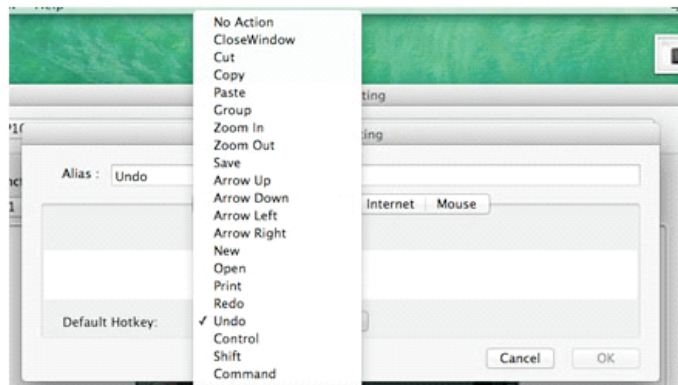 Help
No Action
CloseWindow
Cut
Copy
Paste
Group
Zoom In
Zoom Out
Save
Arrow Up
Arrow Down
Arrow Left
Arrow Right
New
Open
Print
Redo
✓ Undo
Control
Shift
Command
ting
ting
Alias : Undo
Internet Mouse
Default Hotkey:
Cancel OK